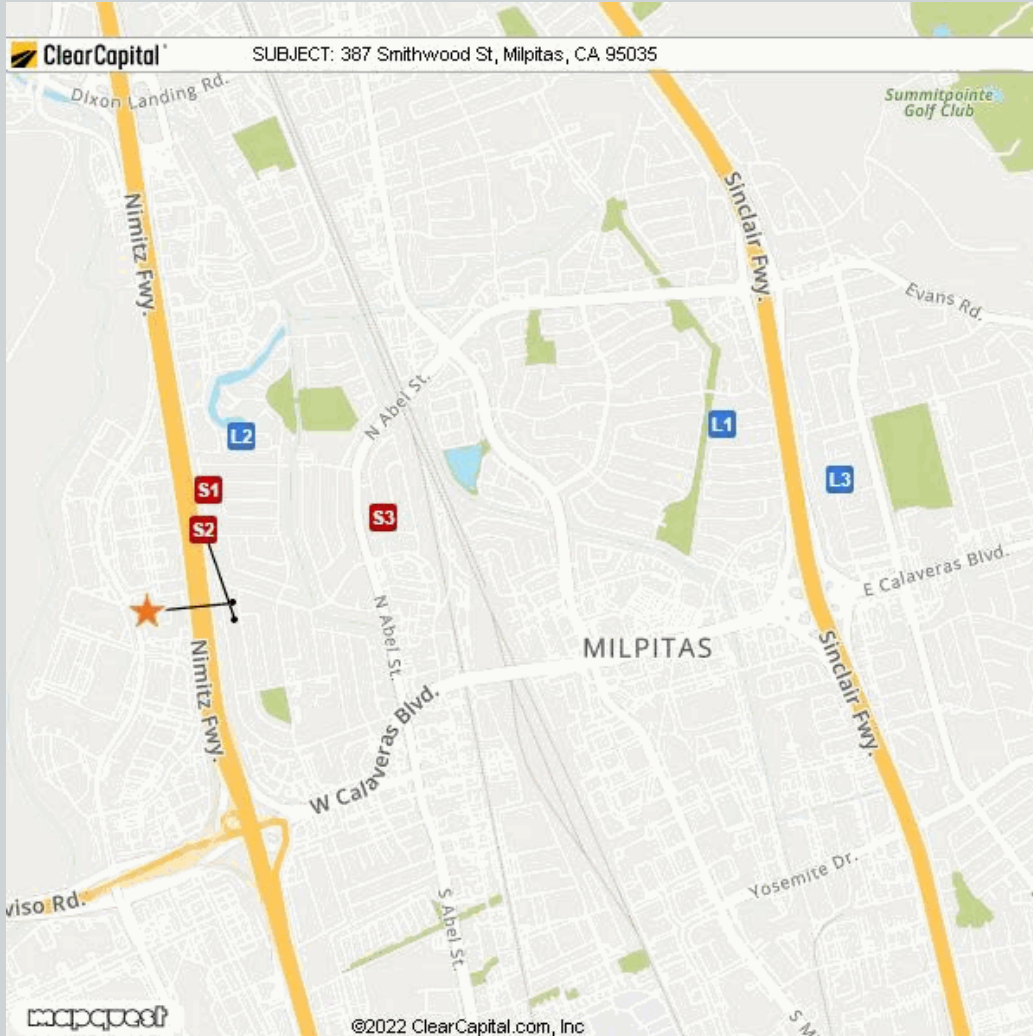 ClearCapital
SUBJECT: 387 Smithwood St, Milpitas, CA 95035
Dixon Landing Rd.
Summitpointe
Golf Club
Nimitz Fwy.
Sinclair Fwy.
Evans Rd.
N Abel St.
L2
L1
L3
S1
S3
S2
E Calaveras Blvd.
N Abel St.
MILPITAS
Nimitz Fwy.
Sinclair Fwy.
W Calaveras Blvd.
Yosemite Dr.
viso Rd.
S Abel St.
S M
mapquest
©2022 ClearCapital.com, Inc